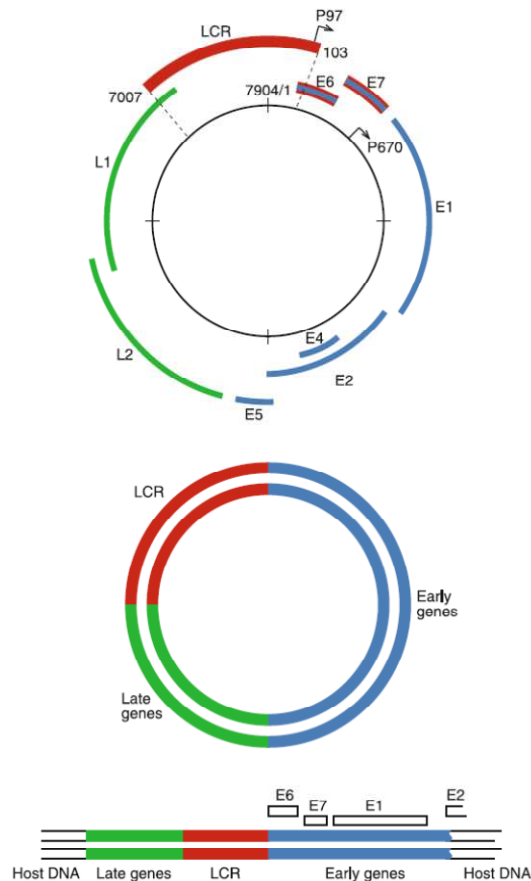 P97
LCR
103
7904/1
E6
E7
7007
P670
L1
E1
L2
E4
E2
E5
LCR
Early
genes
Late
genes
E6
E7
E1
E2
Host DNA
Late genes
LCR
Early genes
Host DNA